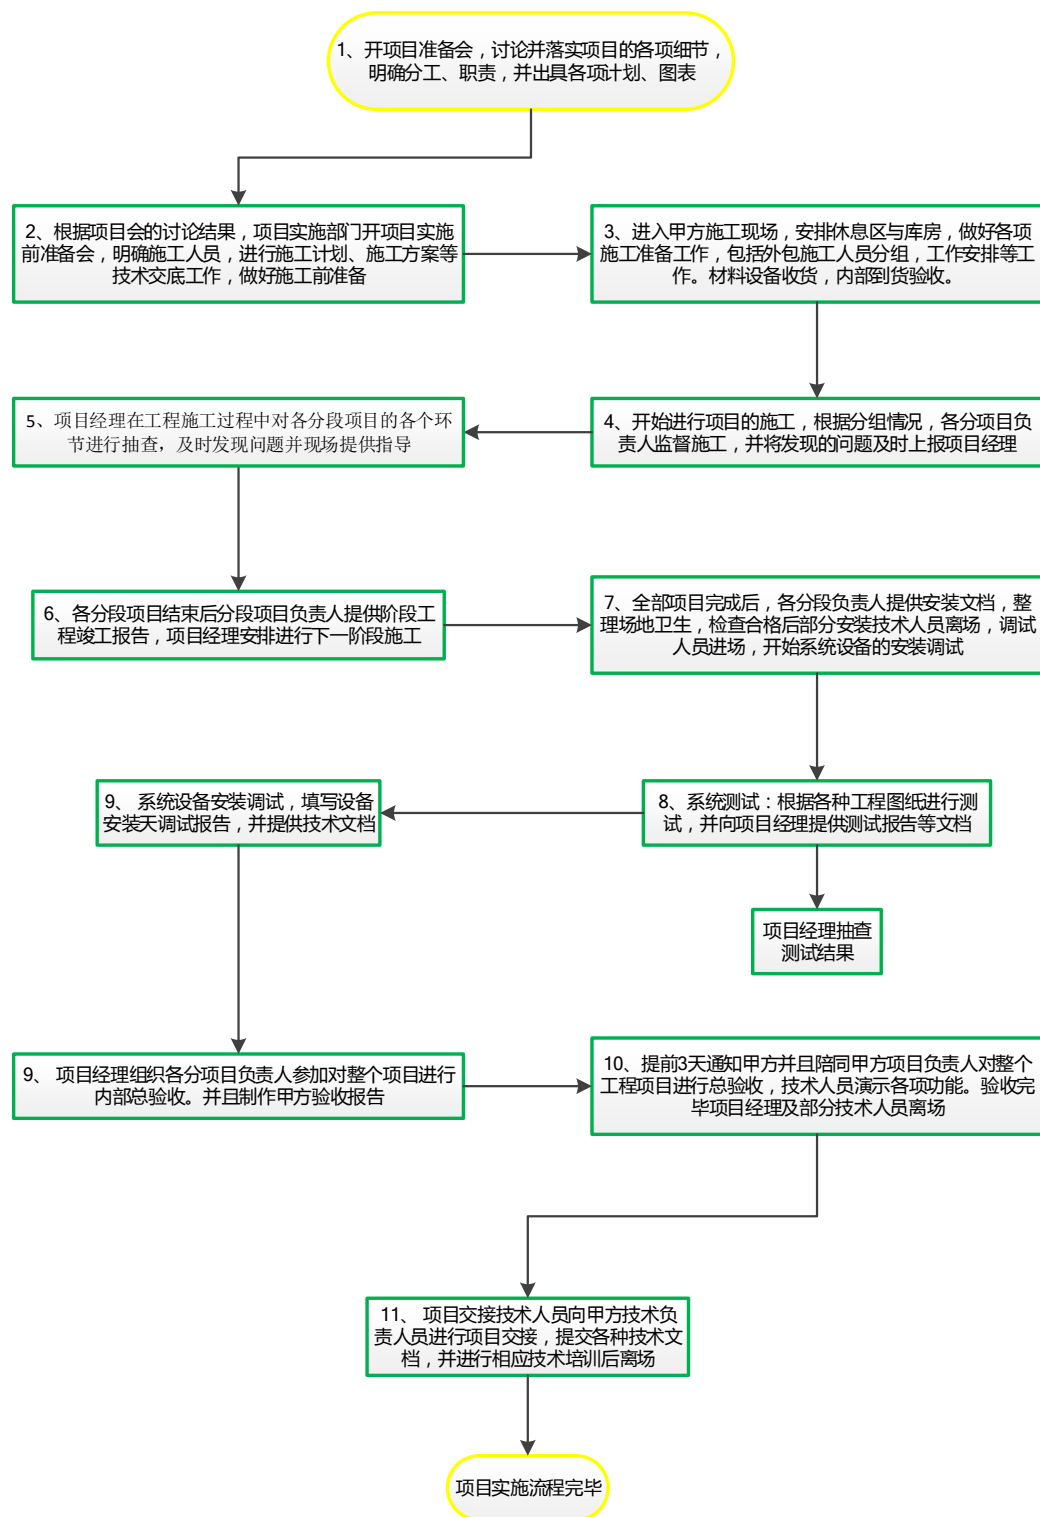 1、开项目准备会，讨论并落实项目的各项细节，
明确分工、职责，并出具各项计划、图表
2、根据项目会的讨论结果，项目实施部门开项目实施
前准备会，明确施工人员，进行施工计划、施工方案等
技术交底工作，做好施工前准备
3、进入甲方施工现场，安排休息区与库房，做好各项
施工准备工作，包括外包施工人员分组，工作安排等工
作。材料设备收货，内部到货验收。
4、开始进行项目的施工，根据分组情况，各分项目负
责人监督施工，并将发现的问题及时上报项目经理
5、项目经理在工程施工过程中对各分段项目的各个环
节进行抽查，及时发现问题并现场提供指导
6、各分段项目结束后分段项目负责人提供阶段工
程竣工报告，项目经理安排进行下一阶段施工
7、全部项目完成后，各分段负责人提供安装文档，整
理场地卫生，检查合格后部分安装技术人员离场，调试
人员进场，开始系统设备的安装调试
8、系统测试：根据各种工程图纸进行测
试，并向项目经理提供测试报告等文档
项目经理抽查
测试结果
9、 系统设备安装调试，填写设备
安装天调试报告，并提供技术文档
9、 项目经理组织各分项目负责人参加对整个项目进行
内部总验收。并且制作甲方验收报告
10、提前3天通知甲方并且陪同甲方项目负责人对整个
工程项目进行总验收，技术人员演示各项功能。验收完
毕项目经理及部分技术人员离场
11、 项目交接技术人员向甲方技术负
责人员进行项目交接，提交各种技术文
档，并进行相应技术培训后离场
项目实施流程完毕